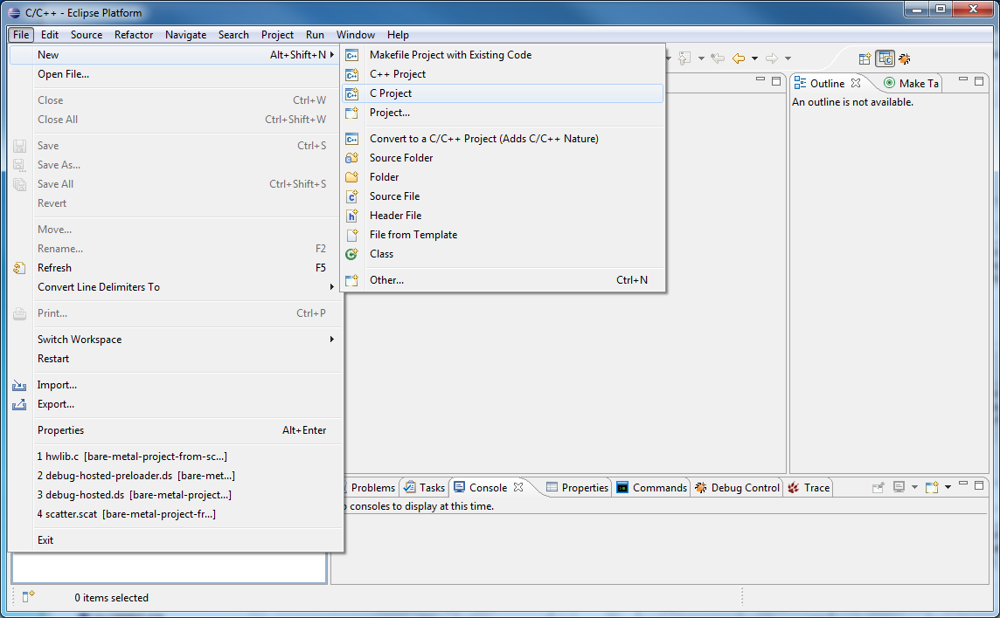 C/C++ - Eclipse Platform
File Edit Source Refactor Navigate Search Project Run Window Help
New Alt+Shift+N
Open File...
Close Ctrl+W
Close All Ctrl+Shift+W
Save Ctrl+S
Save As...
Save All Ctrl+Shift+S
Revert
Move...
Rename... F2
Refresh F5
Convert Line Delimiters To
Print... Ctrl+P
Switch Workspace
Restart
Import...
Export...
Properties Alt+Enter
1 hwlib.c [bare-metal-project-from-sc...]
2 debug-hosted-preloader.ds [bare-met...]
3 debug-hosted.ds [bare-metal-project...]
4 scatter.scat [bare-metal-project-fr...]
Exit
Makefile Project with Existing Code
C++ Project
C Project
Project...
Convert to a C/C++ Project (Adds C/C++ Nature)
Source Folder
Folder
Source File
Header File
File from Template
Class
Other... Ctrl+N
Outline Make Ta
An outline is not available.
Problems Tasks Console Properties Commands Debug Control Trace
consoles to display at this time.
0 items selected